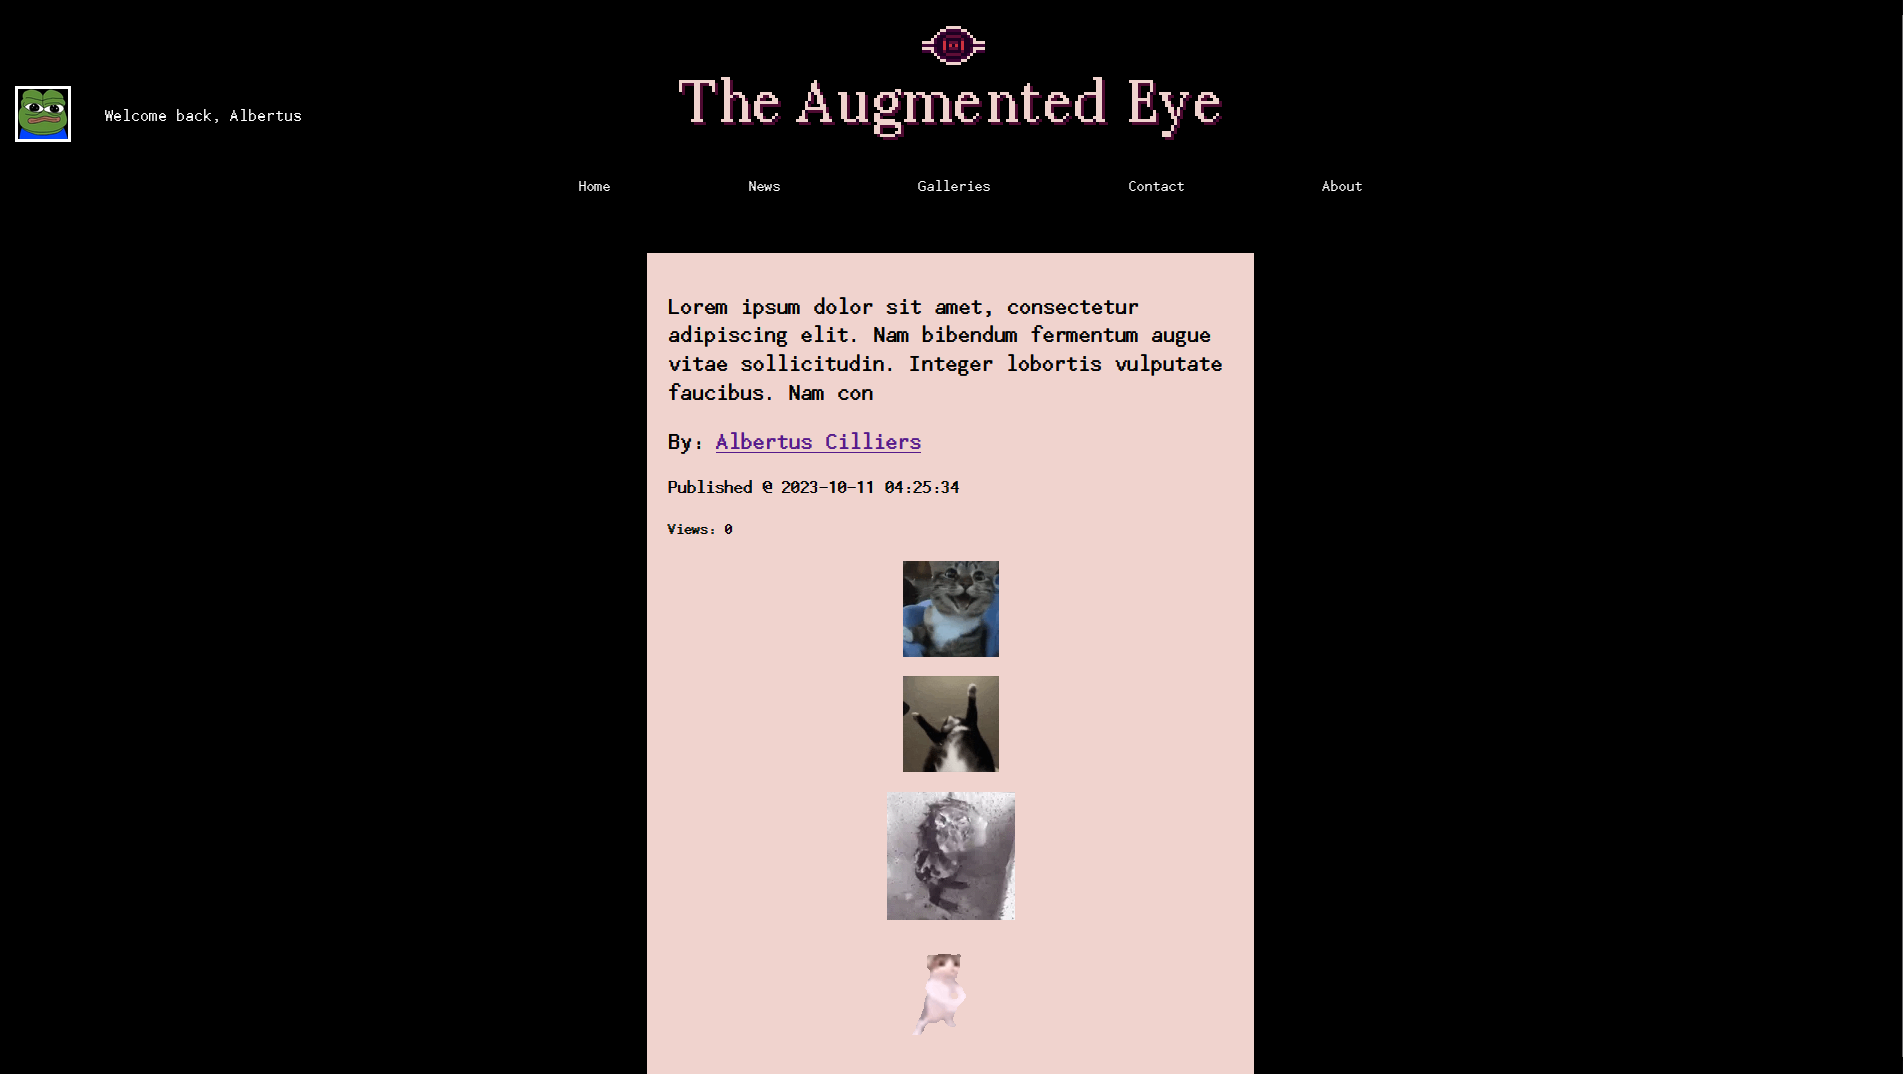 The Augmented Eye
Welcome back, Albertus
Home
News
Galleries
Contact
About
Lorem ipsum dolor sit amet, consectetur
adipiscing elit. Nam bibendum fermentum augue
vitae sollicitudin. Integer lobortis vulputate
faucibus. Nam con
By: Albertus Cilliers
Published @ 2023-10-11 04:25:34
Views: 0